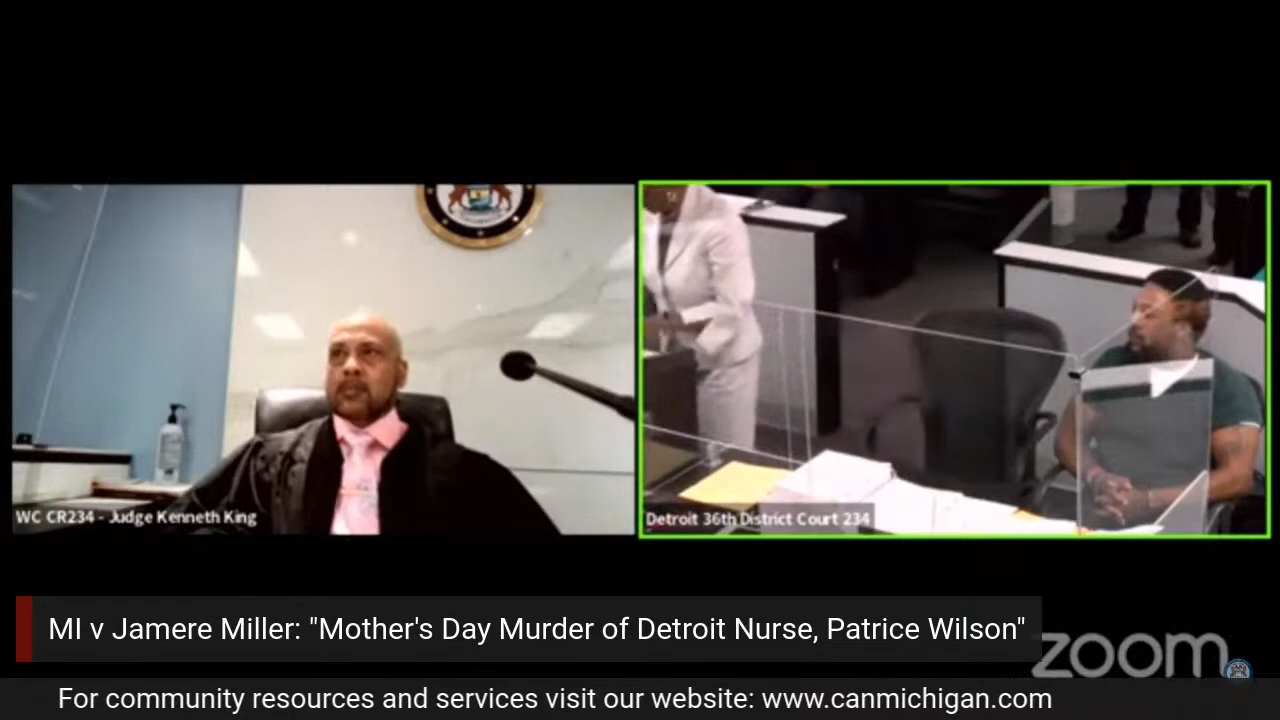 WC CR234 - Judge Kenneth King
Detroit 36th District Court 234
MI v Jamere Miller: "Mother's Day Murder of Detroit Nurse, Patrice Wilson"
zoom
For community resources and services visit our website: www.canmichigan.com